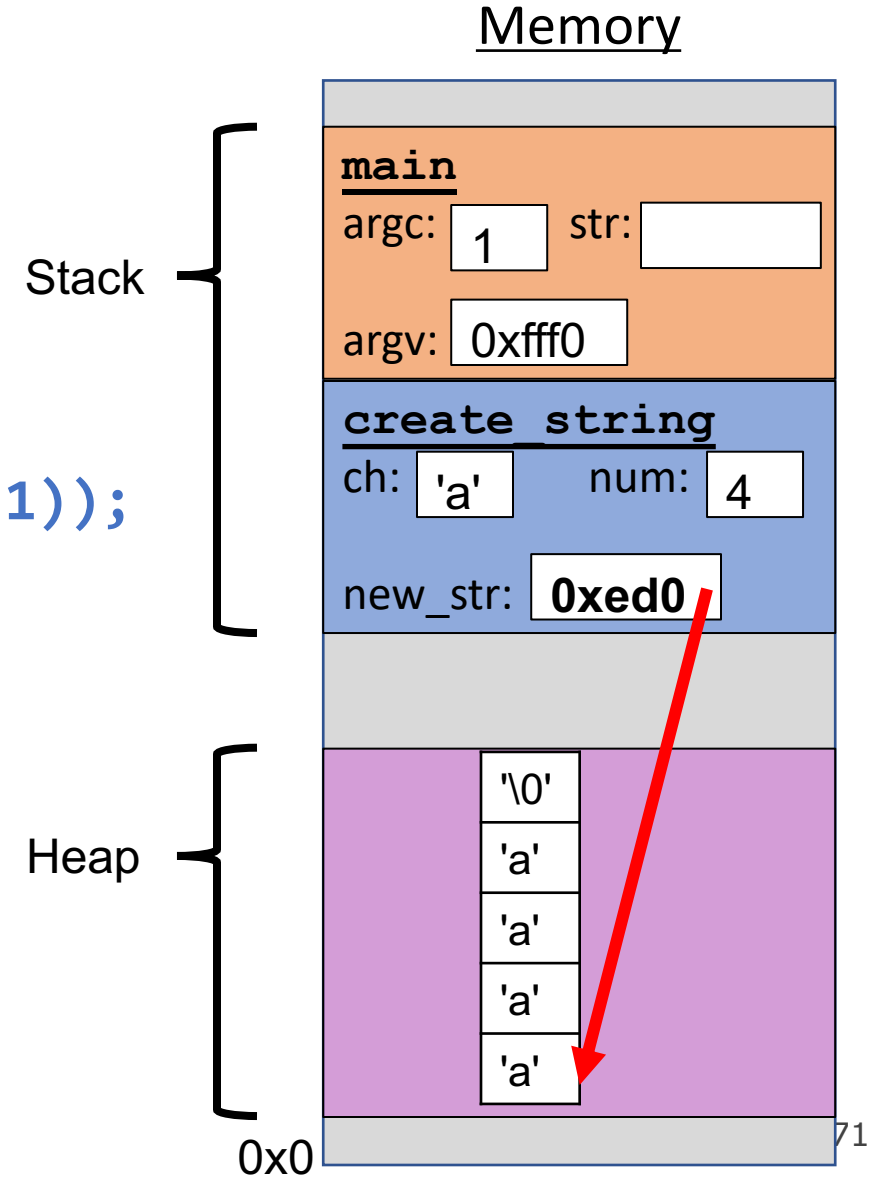 Memory
main
argc: 1 str:
Stack
argv: 0xfff0
create_string
ch: 'a' num: 4
1));
new_str: 0xed0
'\0'
'a'
Heap
'a'
'a'
'a'
71
0x0